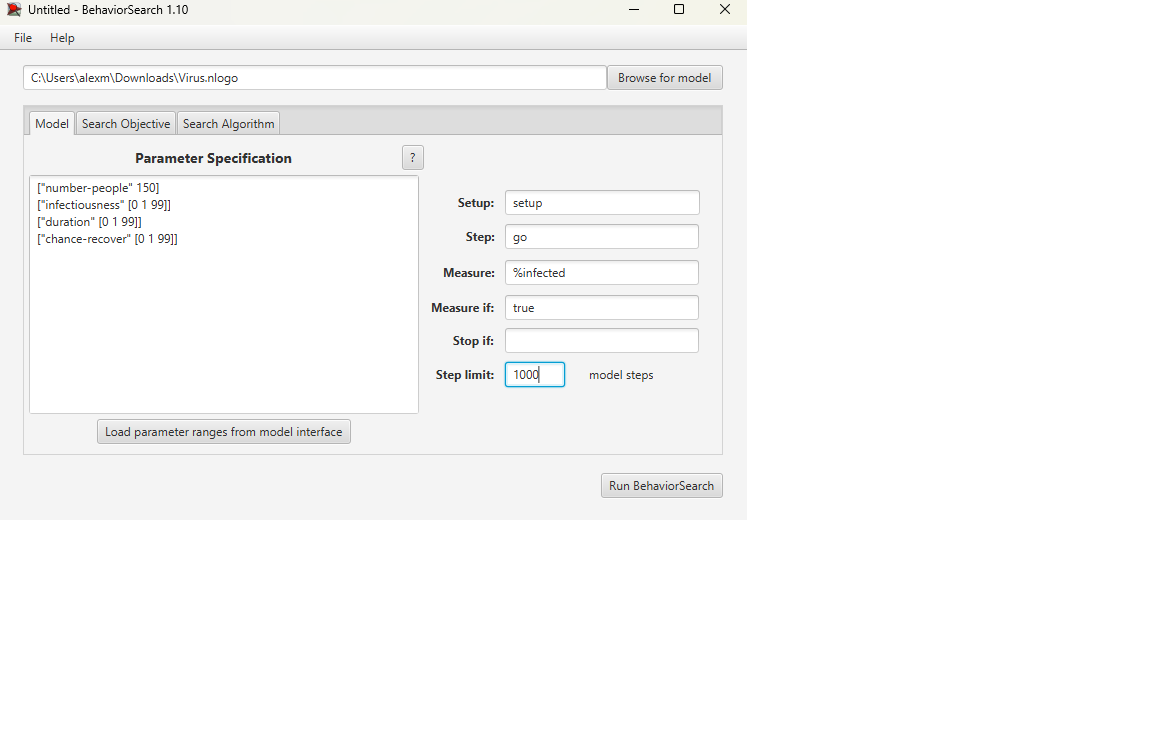 Untitled - BehaviorSearch 1.10
File Help
C:\Users\alexm\Downloads\Virus.nlogo Browse for model
Model Search Objective Search Algorithm
Parameter Specification ?
["number-people" 150]
["infectiousness" [0 1 99]]
["duration" [0 1 99]]
["chance-recover" [0 1 99]]
Load parameter ranges from model interface
Setup: setup
Step: go
Measure: %infected
Measure if: true
Stop if:
Step limit: 1000 model steps
Run BehaviorSearch